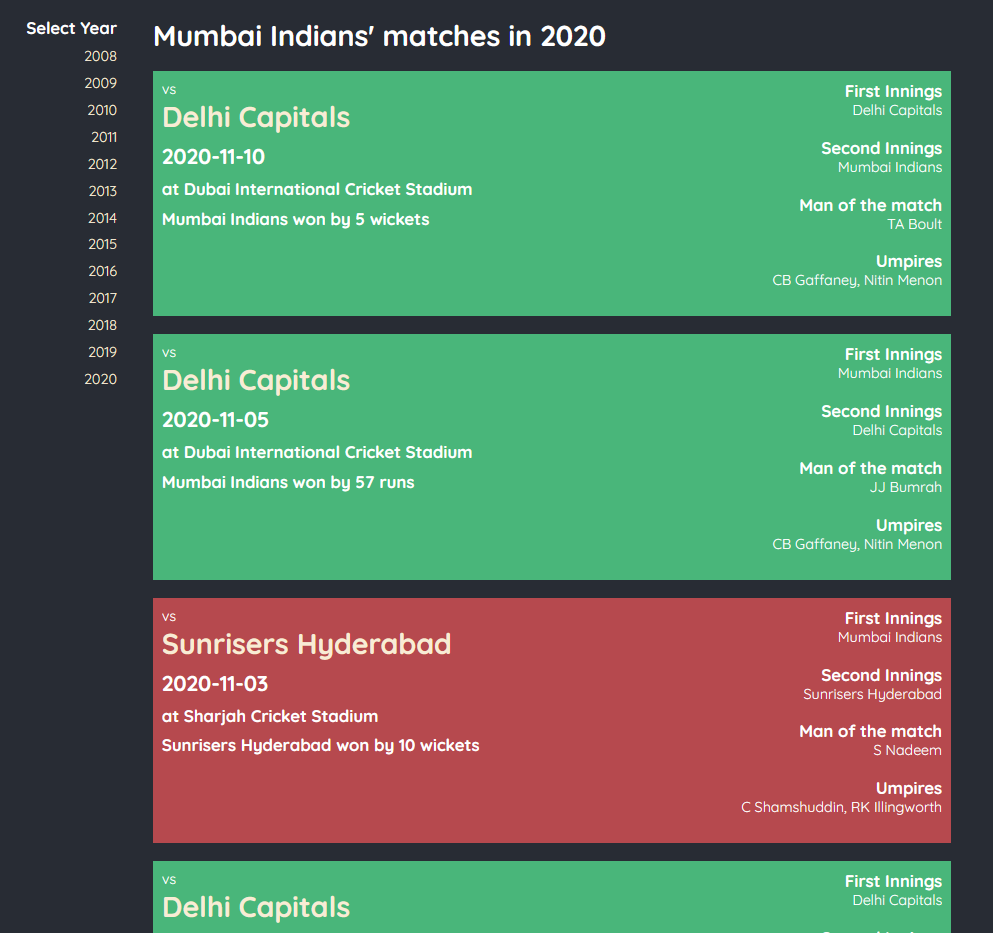 Select Year
2008
2009
2010
2011
2012
2013
2014
2015
2016
2017
2018
2019
2020
Mumbai Indians' matches in 2020
vs
Delhi Capitals
2020-11-10
at Dubai International Cricket Stadium
Mumbai Indians won by 5 wickets
First Innings
Delhi Capitals
Second Innings
Mumbai Indians
Man of the match
TA Boult
Umpires
CB Gaffaney, Nitin Menon
vs
Delhi Capitals
2020-11-05
at Dubai International Cricket Stadium
Mumbai Indians won by 57 runs
First Innings
Mumbai Indians
Second Innings
Delhi Capitals
Man of the match
JJ Bumrah
Umpires
CB Gaffaney, Nitin Menon
vs
Sunrisers Hyderabad
2020-11-03
at Sharjah Cricket Stadium
Sunrisers Hyderabad won by 10 wickets
First Innings
Mumbai Indians
Second Innings
Sunrisers Hyderabad
Man of the match
S Nadeem
Umpires
C Shamshuddin, RK Illingworth
vs
Delhi Capitals
First Innings
Delhi Capitals